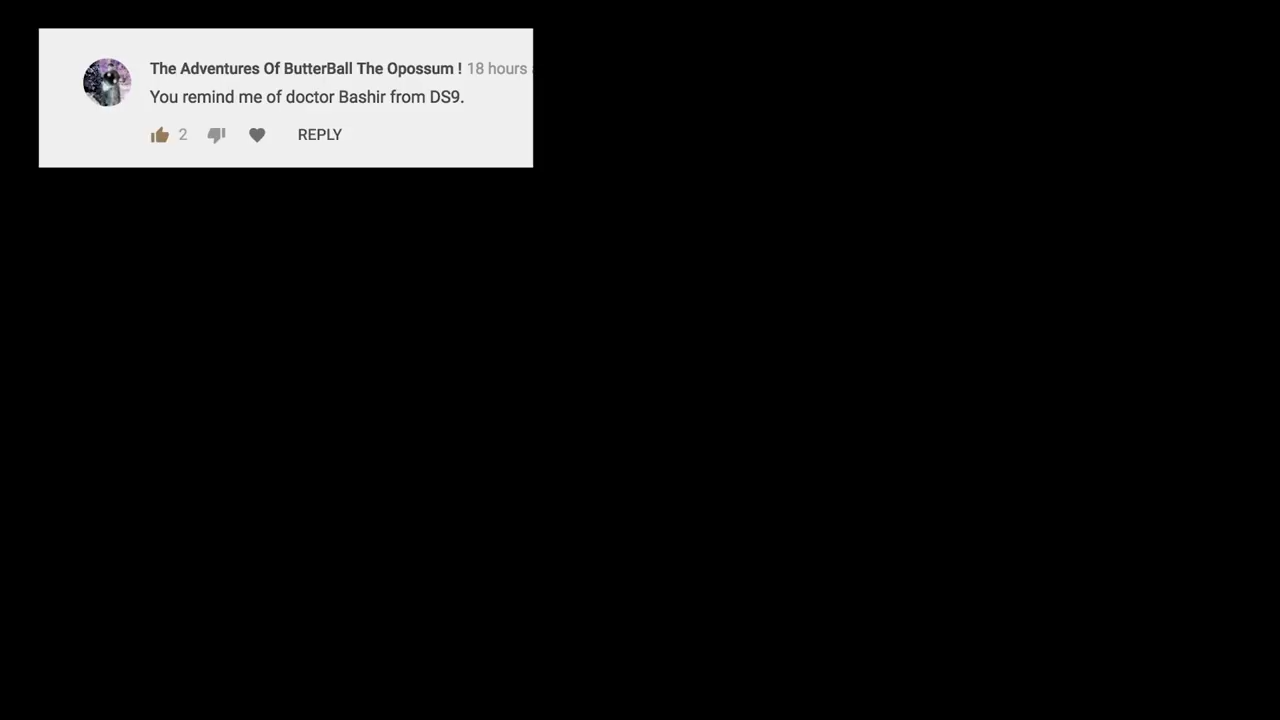 The Adventures Of ButterBall The Opossum ! 18 hours
You remind me of doctor Bashir from DS9.
2 REPLY